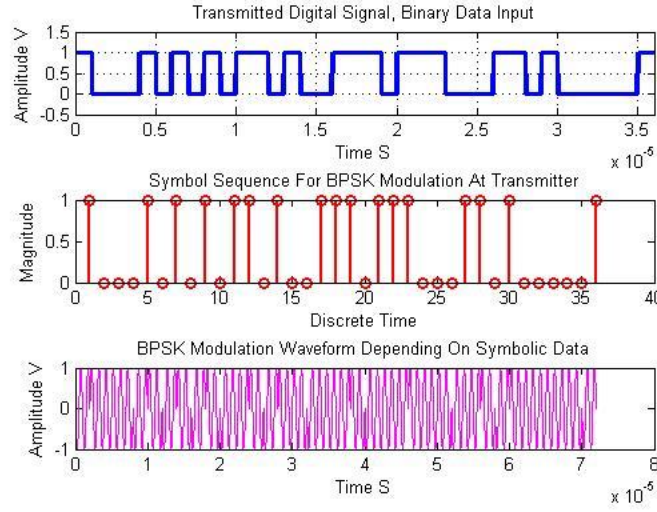 Transmitted Digital Signal, Binary Data Input
Amplitude V
1.5
1
0.5
0
-0.5
0 0.5 1 1.5 2 2.5 3 3.5
Time S
x 10-5
Symbol Sequence For BPSK Modulation At Transmitter
Magnitude
1
0.5
0
0 5 10 15 20 25 30 35 40
Discrete Time
BPSK Modulation Waveform Depending On Symbolic Data
Amplitude V
1
0
-1
0 1 2 3 4 5 6 7 8
Time S
x 10-5